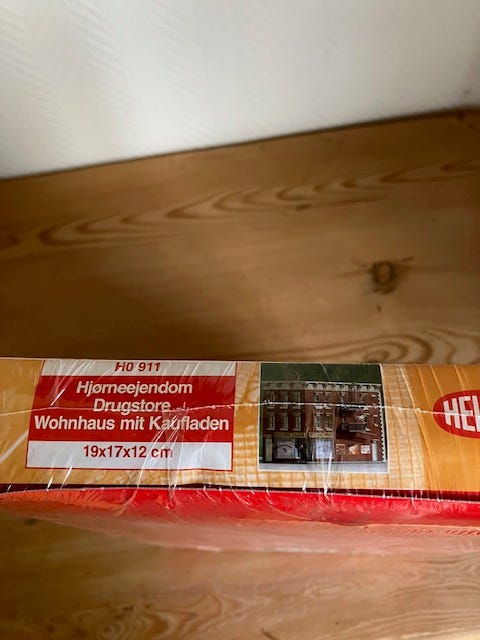 H0 911
Hjørneejendom
Drugstore
Wohnhaus mit Kaufladen
19x17x12 cm